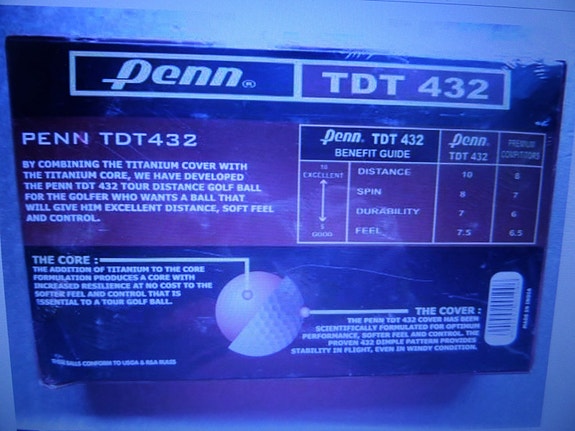 Penn®
TDT 432
PENN TDT432
BY COMBINING THE TITANIUM COVER WITH
THE TITANIUM CORE, WE HAVE DEVELOPED
THE PENN TDT 432 TOUR DISTANCE GOLF BALL
FOR THE GOLFER WHO WANTS A BALL THAT
WILL GIVE HIM EXCELLENT DISTANCE, SOFT FEEL
AND CONTROL.
Penn. TDT 432
BENEFIT GUIDE
Penn.
TDT 432
PREMIUM
COMPETITORS
10
EXCELLENT
5
GOOD
DISTANCE 10 8
SPIN 8 7
DURABILITY 7 6
FEEL 7.5 6.5
THE CORE :
THE ADDITION OF TITANIUM TO THE CORE
FORMULATION PRODUCES A CORE WITH
INCREASED RESILIENCE AT NO COST TO THE
SOFTER FEEL AND CONTROL THAT IS
ESSENTIAL TO A TOUR GOLF BALL.
THE COVER :
THE PENN TDT 432 COVER HAS BEEN
SCIENTIFICALLY FORMULATED FOR OPTIMUM
PERFORMANCE, SOFTER FEEL AND CONTROL. THE
PROVEN 432 DIMPLE PATTERN PROVIDES
STABILITY IN FLIGHT, EVEN IN WINDY CONDITION.
BALLS CONFORM TO USGA & R&A RULES
MADE IN